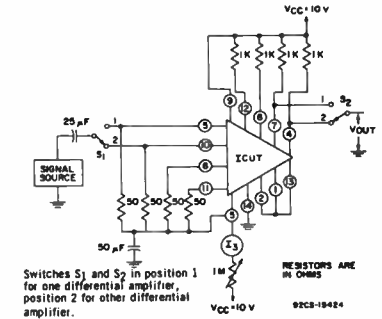 VCC=10V
1K
1K
1K
1K
9
12
6
7
4
S2
1
2
VOUT
25 µF
1
2
S1
SIGNAL
SOURCE
5
10
8
11
ICUT
50
50
50
50
3
14
2
1
13
50 µF
I3
1M
VCC=10V
Switches S1 and S2 in position 1
for one differential amplifier,
position 2 for other differential
amplifier.
RESISTORS ARE
IN OHMS
92CS-15424